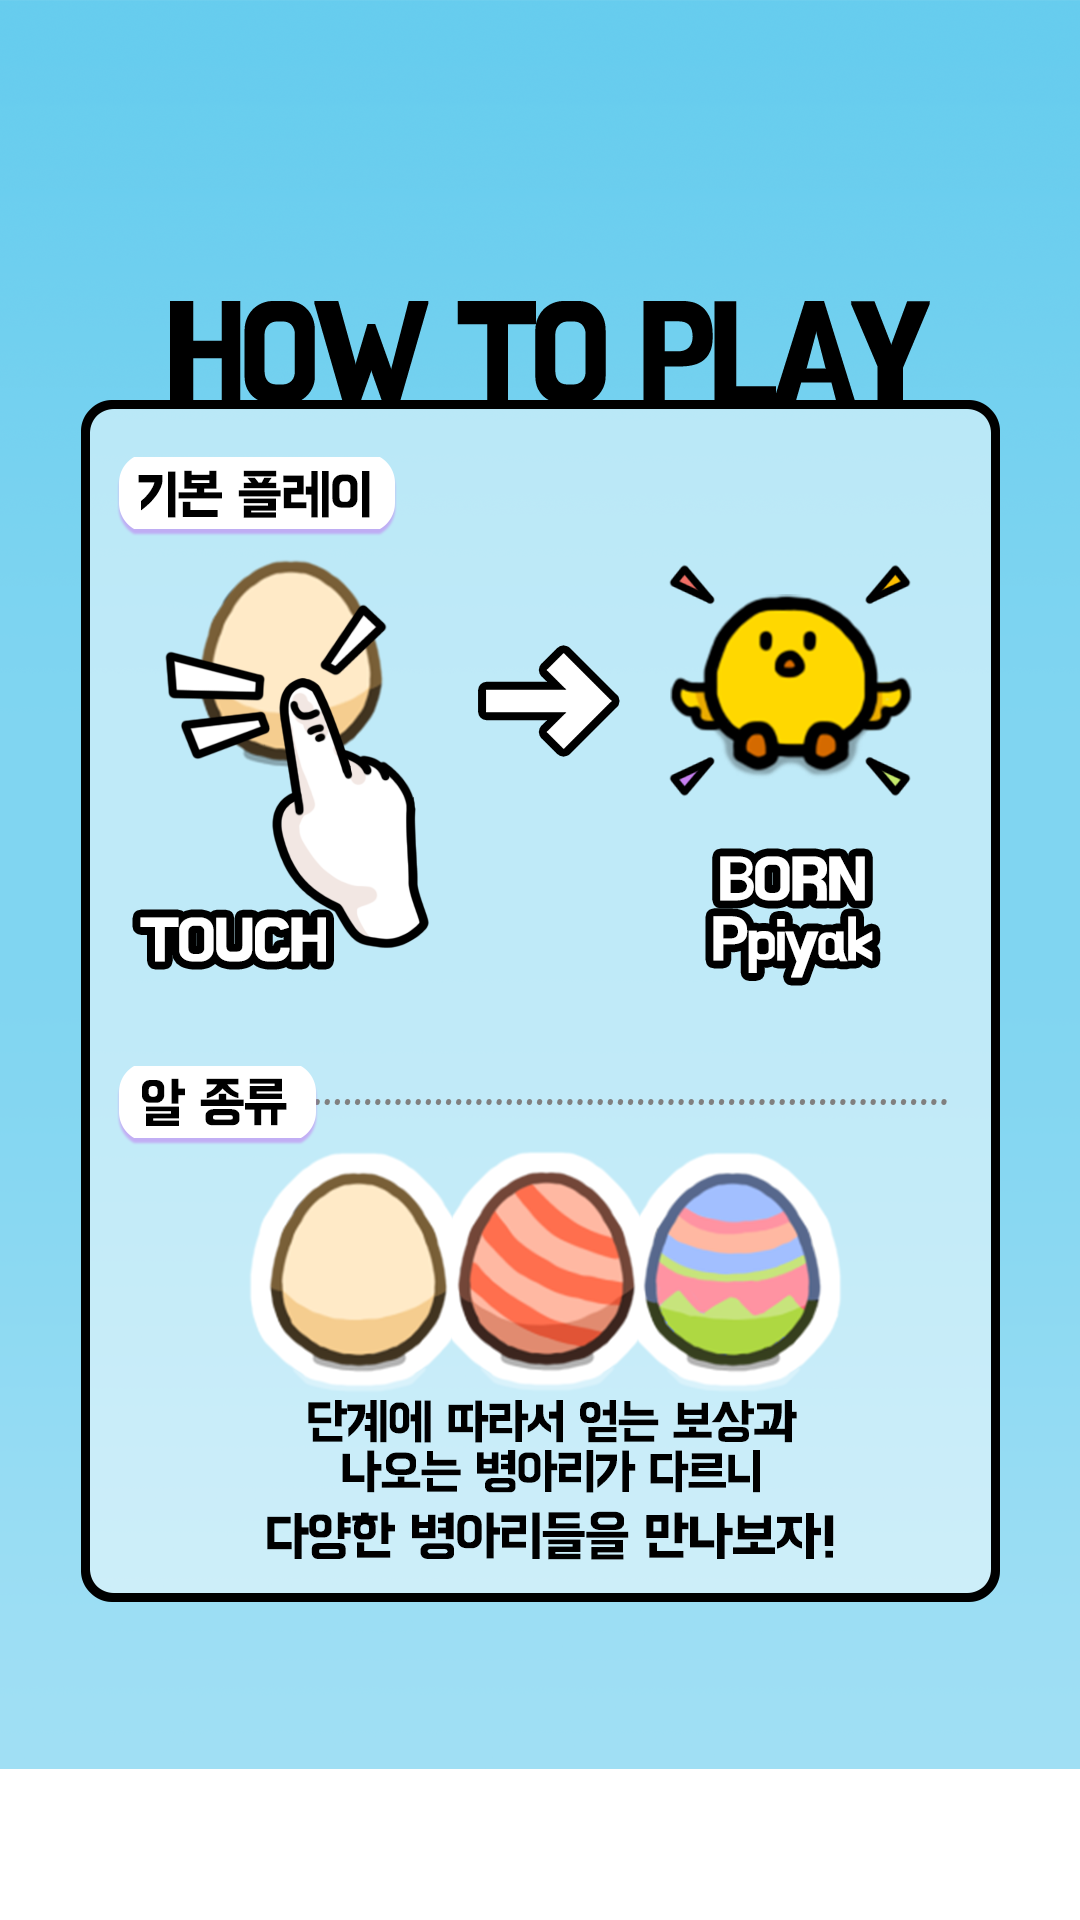 HOW TO PLAY
기본 플레이
TOUCH
BORN
Ppiyak
알 종류
단계에 따라서 얻는 보상과
나오는 병아리가 다르니
다양한 병아리들을 만나보자!